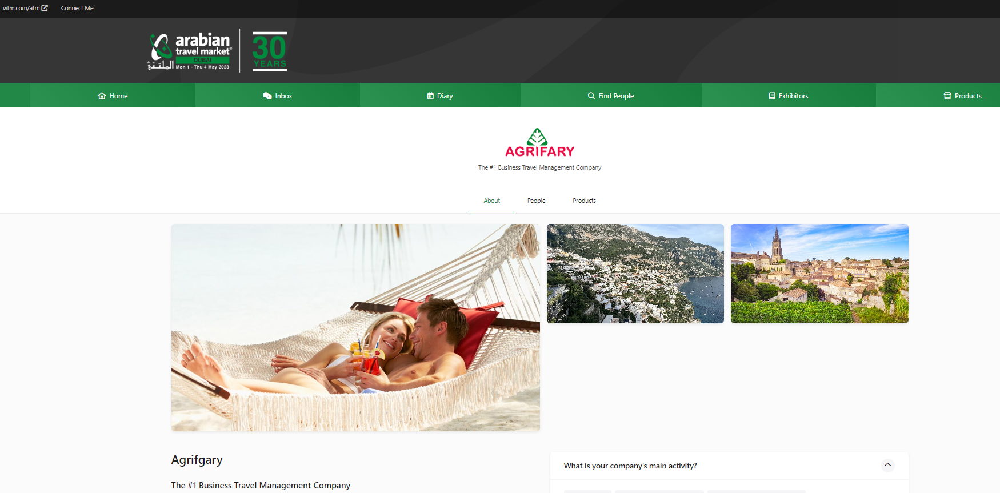 wtm.com/atm
Connect Me
arabian
travel market®
DUBAI
الملتقى
Mon 1 - Thu 4 May 2023
30
YEARS
Home
Inbox
Diary
Find People
Exhibitors
Products
AGRIFARY
The #1 Business Travel Management Company
About
People
Products
Agrifgary
What is your company's main activity?
The #1 Business Travel Management Company